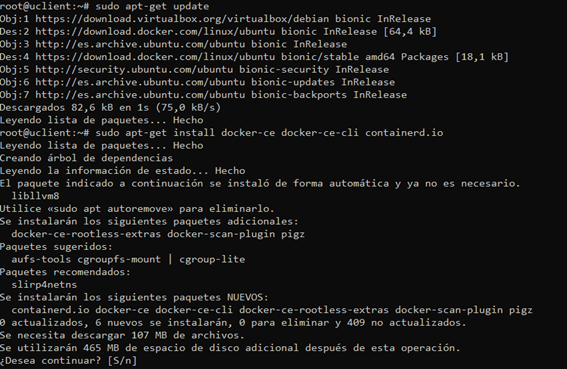 root@uclient:~# sudo apt-get update
Obj:1 https://download.virtualbox.org/virtualbox/debian bionic InRelease
Des:2 https://download.docker.com/linux/ubuntu bionic InRelease [64,4 kB]
Obj:3 http://es.archive.ubuntu.com/ubuntu bionic InRelease
Des:4 https://download.docker.com/linux/ubuntu bionic/stable amd64 Packages [18,1 kB]
Obj:5 http://security.ubuntu.com/ubuntu bionic-security InRelease
Obj:6 http://es.archive.ubuntu.com/ubuntu bionic-updates InRelease
Obj:7 http://es.archive.ubuntu.com/ubuntu bionic-backports InRelease
Descargados 82,6 kB en 1s (75,0 kB/s)
Leyendo lista de paquetes... Hecho
root@uclient:~# sudo apt-get install docker-ce docker-ce-cli containerd.io
Leyendo lista de paquetes... Hecho
Creando árbol de dependencias
Leyendo la información de estado... Hecho
El paquete indicado a continuación se instaló de forma automática y ya no es necesario.
  libllvm8
Utilice «sudo apt autoremove» para eliminarlo.
Se instalarán los siguientes paquetes adicionales:
  docker-ce-rootless-extras docker-scan-plugin pigz
Paquetes sugeridos:
  aufs-tools cgroupfs-mount | cgroup-lite
Paquetes recomendados:
  slirp4netns
Se instalarán los siguientes paquetes NUEVOS:
  containerd.io docker-ce docker-ce-cli docker-ce-rootless-extras docker-scan-plugin pigz
0 actualizados, 6 nuevos se instalarán, 0 para eliminar y 409 no actualizados.
Se necesita descargar 107 MB de archivos.
Se utilizarán 465 MB de espacio de disco adicional después de esta operación.
¿Desea continuar? [S/n]